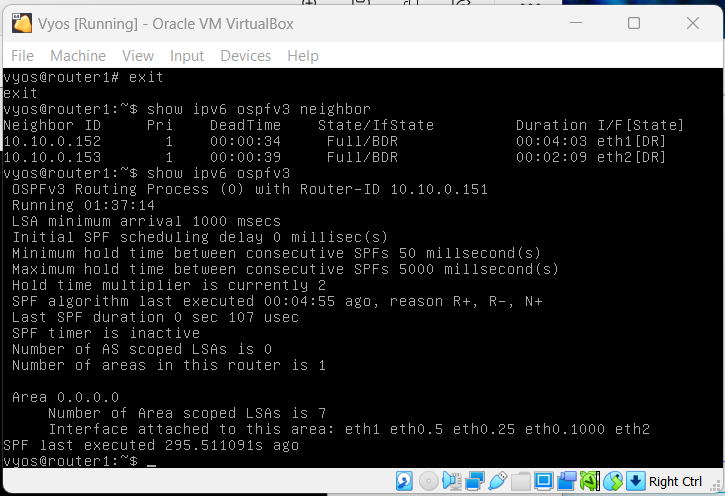 Vyos [Running] - Oracle VM VirtualBox
File Machine View Input Devices Help
vyos@router1# exit
exit
vyos@router1:~$ show ipv6 ospfv3 neighbor
Neighbor ID     Pri    DeadTime    State/IfState         Duration I/F[State]
10.10.0.152       1    00:00:34     Full/BDR             00:04:03 eth1[DR]
10.10.0.153       1    00:00:39     Full/BDR             00:02:09 eth2[DR]
vyos@router1:~$ show ipv6 ospfv3
 OSPFv3 Routing Process (0) with Router-ID 10.10.0.151
 Running 01:37:14
 LSA minimum arrival 1000 msecs
 Initial SPF scheduling delay 0 millisec(s)
 Minimum hold time between consecutive SPFs 50 millsecond(s)
 Maximum hold time between consecutive SPFs 5000 millsecond(s)
 Hold time multiplier is currently 2
 SPF algorithm last executed 00:04:55 ago, reason R+, R-, N+
 Last SPF duration 0 sec 107 usec
 SPF timer is inactive
 Number of AS scoped LSAs is 0
 Number of areas in this router is 1
 Area 0.0.0.0
     Number of Area scoped LSAs is 7
     Interface attached to this area: eth1 eth0.5 eth0.25 eth0.1000 eth2
SPF last executed 295.511091s ago
vyos@router1:~$ _
Right Ctrl